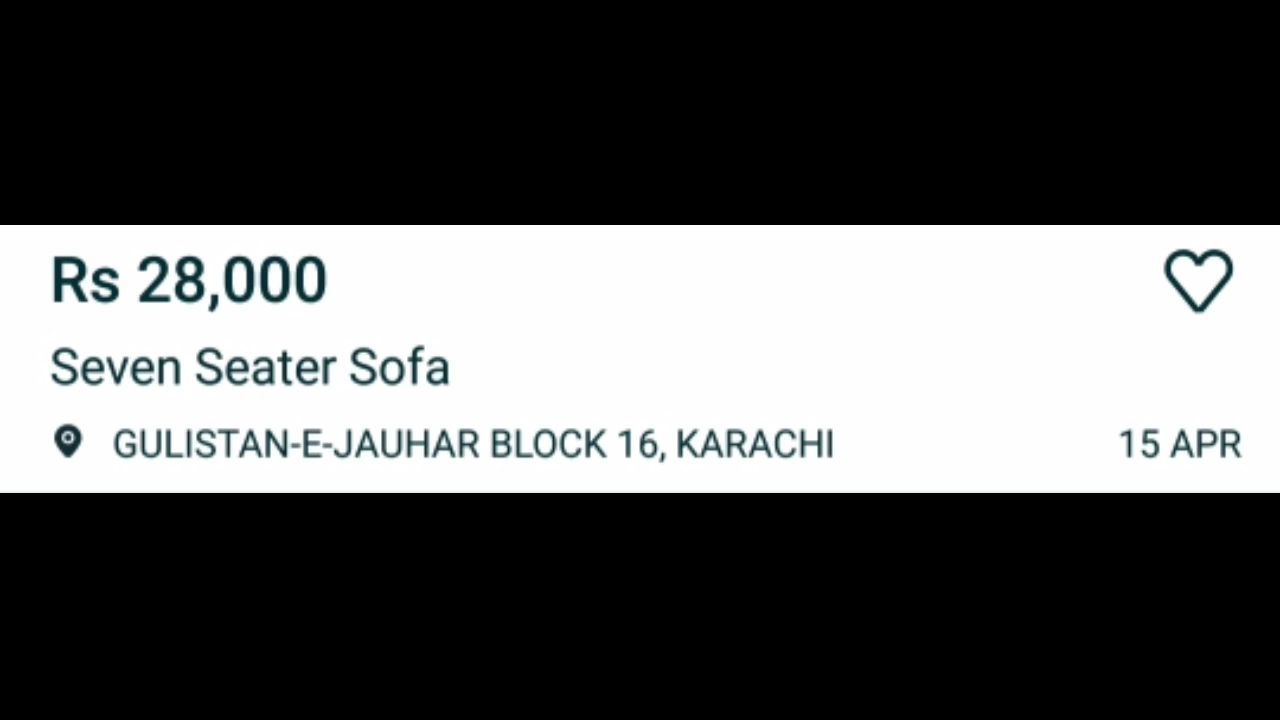 Rs 28,000
Seven Seater Sofa
GULISTAN-E-JAUHAR BLOCK 16, KARACHI 15 APR